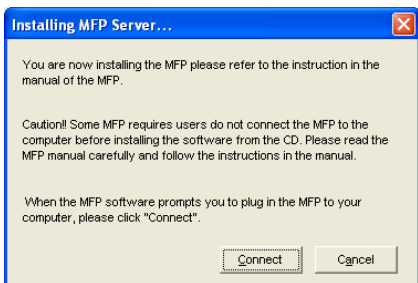 Installing MFP Server...
You are now installing the MFP please refer to the instruction in the
manual of the MFP.
Caution!! Some MFP requires users do not connect the MFP to the
computer before installing the software from the CD. Please read the
MFP manual carefully and follow the instructions in the manual.
When the MFP software prompts you to plug in the MFP to your
computer, please click "Connect".
Connect
Cancel